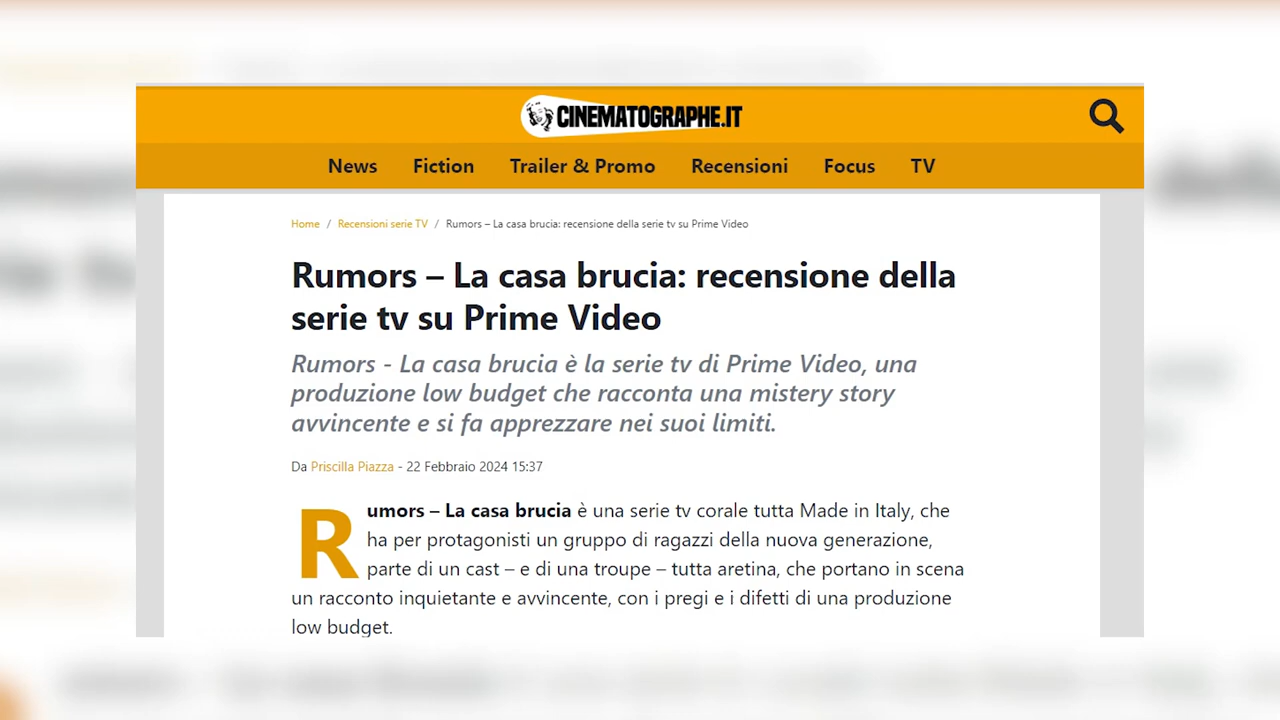 CINEMATOGRAPHE.IT
News Fiction Trailer & Promo Recensioni Focus TV
Home / Recensioni serie TV / Rumors – La casa brucia: recensione della serie tv su Prime Video
Rumors – La casa brucia: recensione della
serie tv su Prime Video
Rumors - La casa brucia è la serie tv di Prime Video, una
produzione low budget che racconta una mistery story
avvincente e si fa apprezzare nei suoi limiti.
Da Priscilla Piazza - 22 Febbraio 2024 15:37
Rumors – La casa brucia è una serie tv corale tutta Made in Italy, che
ha per protagonisti un gruppo di ragazzi della nuova generazione,
parte di un cast – e di una troupe – tutta aretina, che portano in scena
un racconto inquietante e avvincente, con i pregi e i difetti di una produzione
low budget.